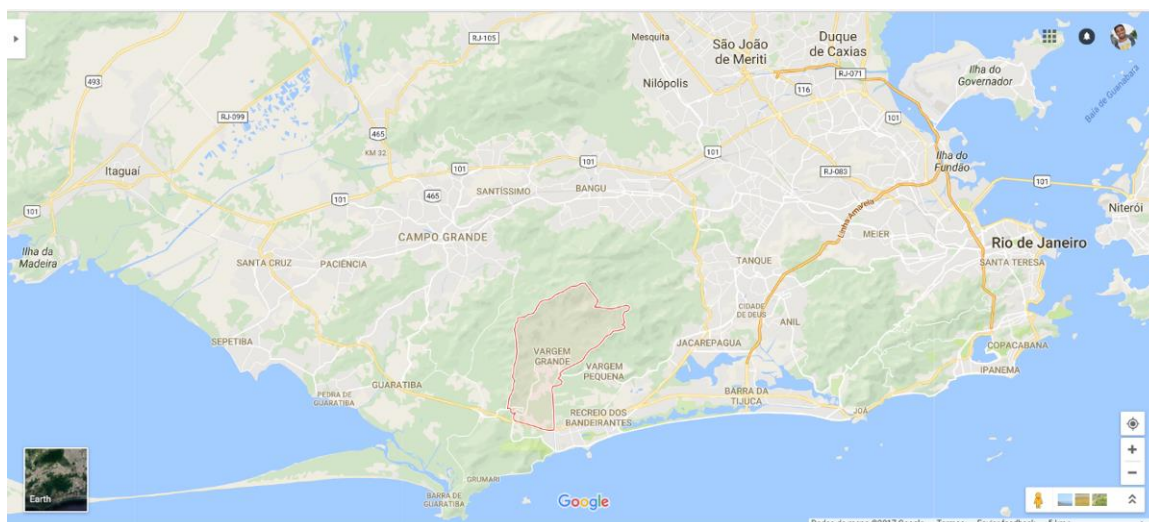 RJ-105
Mesquita
São João
de Meriti
Duque
de Caxias
Nilópolis
RJ-071
116
Ilha do
Governador
Baía de Guanabara
493
RJ-099
465
KM 32
101
101
Itaguaí
101
Ilha do
Fundão
101
101
RJ-083
465
SANTÍSSIMO
BANGU
Linha Amarela
MEIER
Niterói
101
101
CAMPO GRANDE
Rio de Janeiro
SANTA TERESA
Ilha da
Madeira
SANTA CRUZ
PACIÊNCIA
TANQUE
CIDADE
DE DEUS
ANIL
SEPETIBA
JACAREPAGUA
COPACABANA
IPANEMA
VARGEM
GRANDE
VARGEM
PEQUENA
GUARATIBA
PEDRA DE
GUARATIBA
BARRA DA
TIJUCA
JOÁ
RECREIO DOS
BANDEIRANTES
GRUMARI
BARRA DE
GUARATIBA
Earth
Google